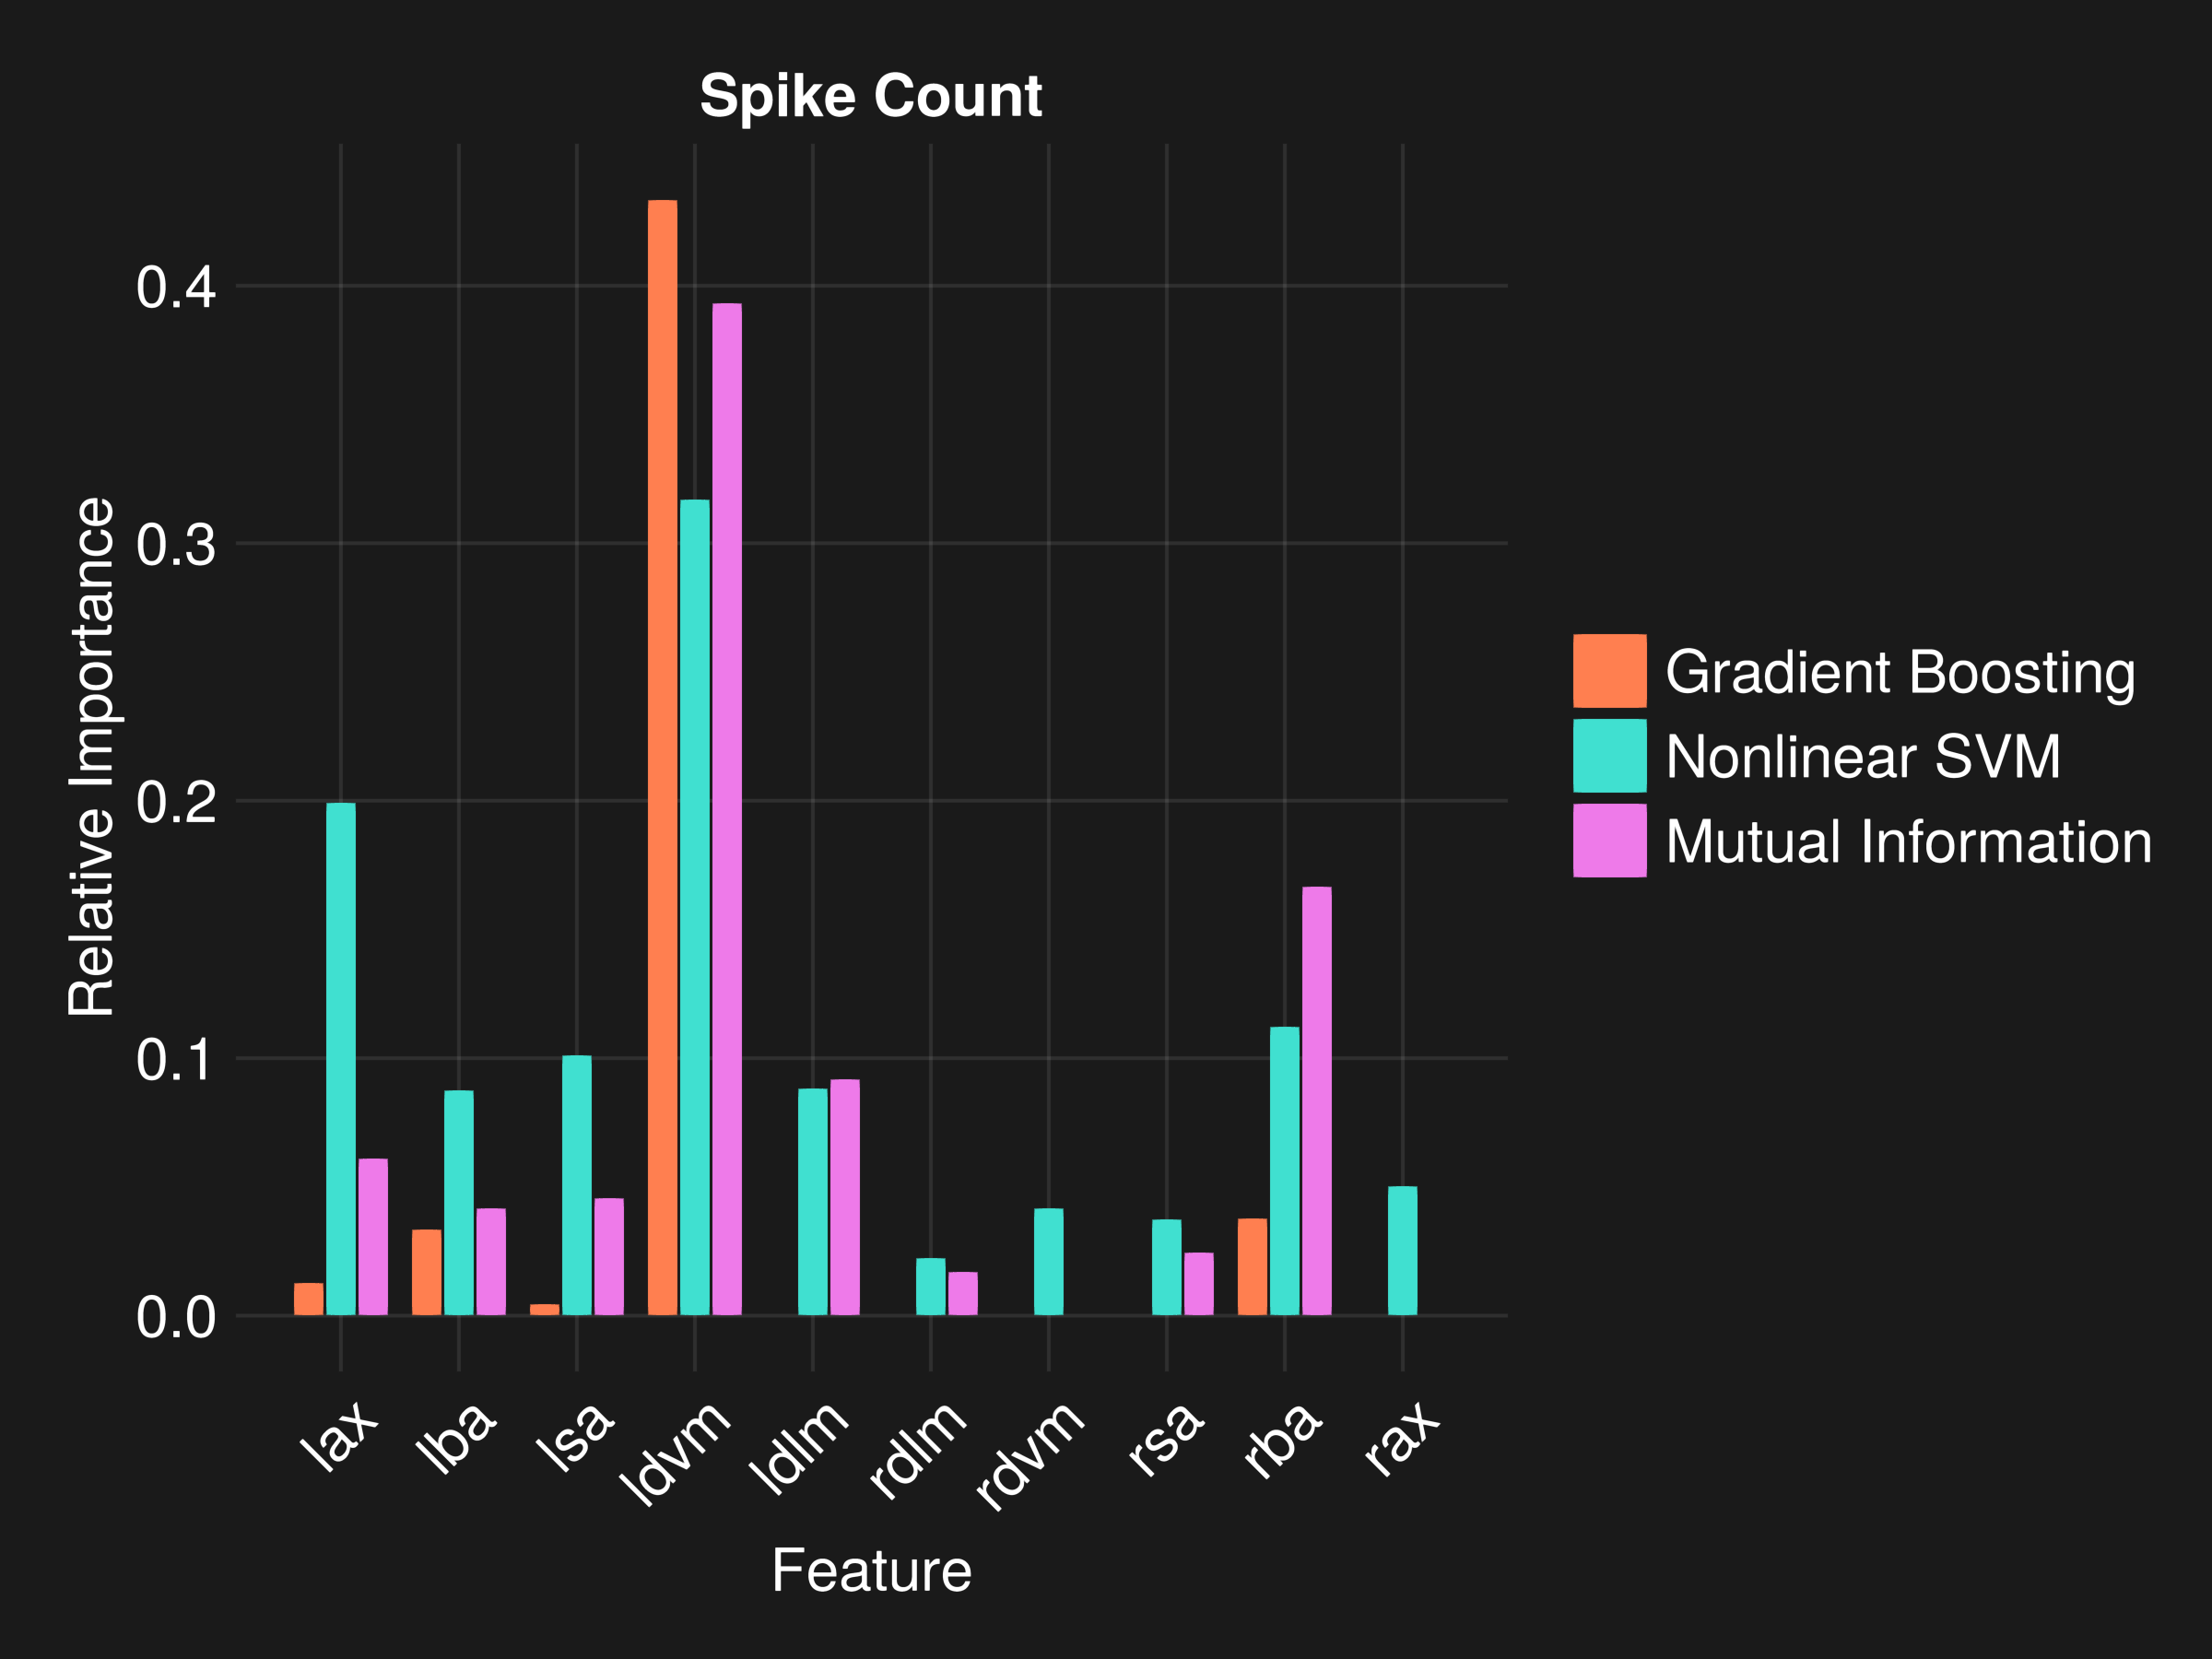 Spike Count
Relative Importance
0.4
0.3
0.2
0.1
0.0
lax
lba
lsa
ldvm
ldlm
rdlm
rdvm
rsa
rba
rax
Feature
Gradient Boosting
Nonlinear SVM
Mutual Information